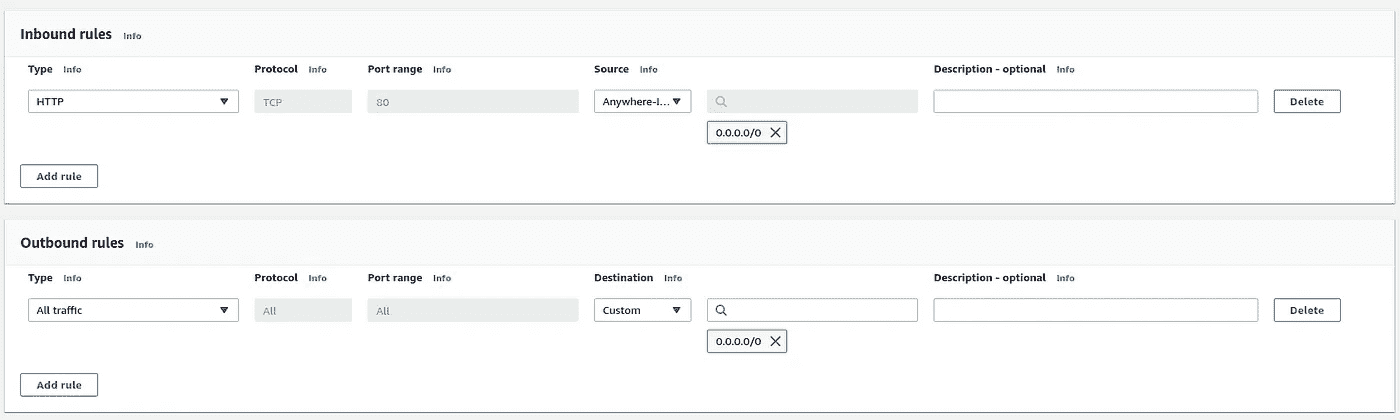 Inbound rules Info
Type Info Protocol Info Port range Info Source Info Description - optional Info
HTTP TCP 80 Anywhere-I... Delete
0.0.0.0/0
Add rule
Outbound rules Info
Type Info Protocol Info Port range Info Destination Info Description - optional Info
All traffic All All Custom Delete
0.0.0.0/0
Add rule